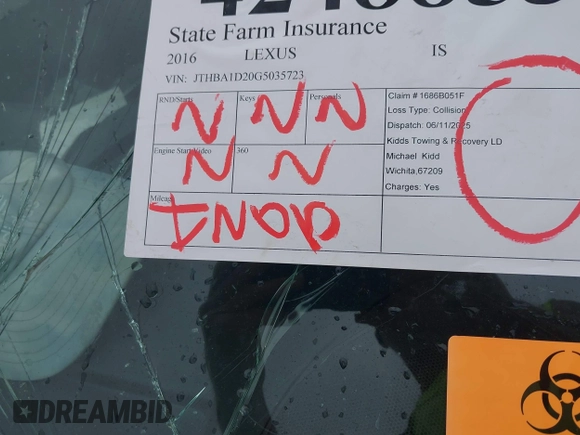 State Farm Insurance
2016 LEXUS IS
VIN: JTHBA1D20G5035723
RND/Starts N Keys N Personals N
Claim # 1686B051F
Loss Type: Collision
Dispatch: 06/11/2025
Kidds Towing & Recovery LD
Engine Start Video N 360 N
Michael Kidd
Wichita,67209
Charges: Yes
Mileage
DREAMBID